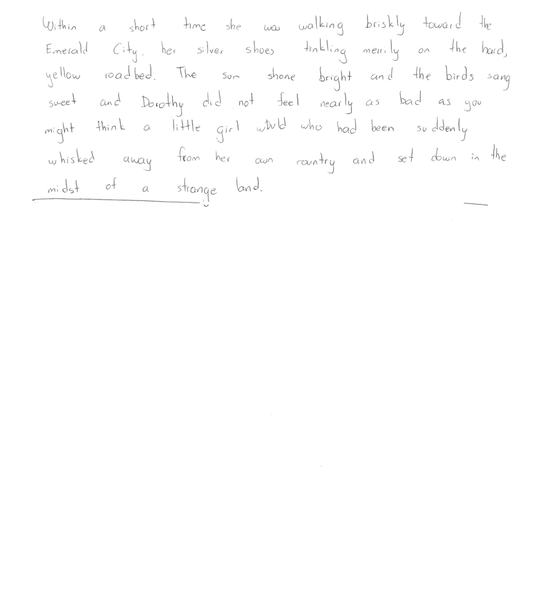 Within a short time she was walking briskly toward the
Emerald City, her silver shoes tinkling merrily on the hard,
yellow roadbed. The sun shone bright and the birds sang
sweet and Dorothy did not feel nearly as bad as you
might think a little girl who had been suddenly
whisked away from her own country and set down in the
midst of a strange land.